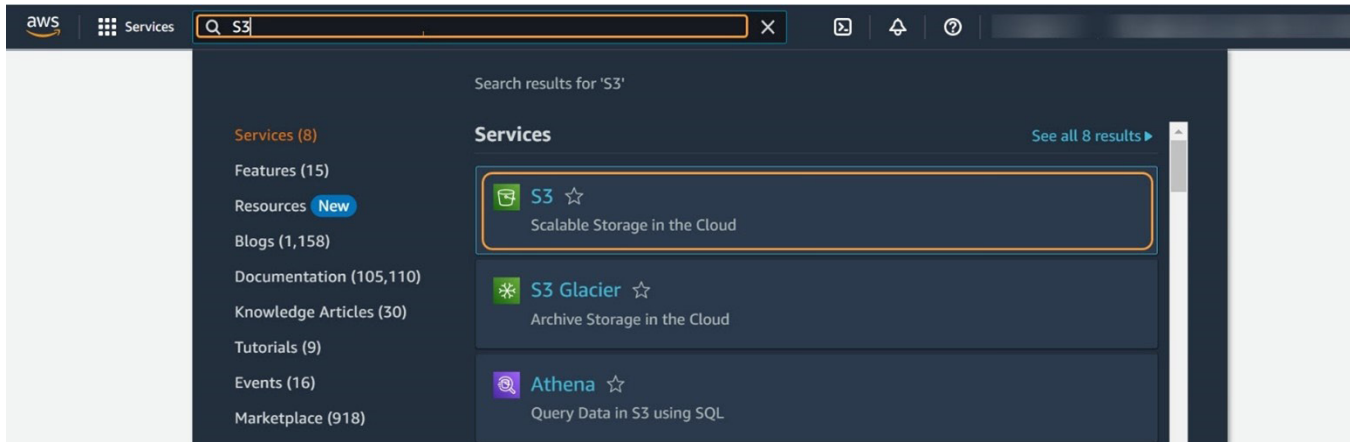 aws
Services
S3
Search results for 'S3'
Services (8)
Features (15)
Resources New
Blogs (1,158)
Documentation (105,110)
Knowledge Articles (30)
Tutorials (9)
Events (16)
Marketplace (918)
Services
See all 8 results
S3
Scalable Storage in the Cloud
S3 Glacier
Archive Storage in the Cloud
Athena
Query Data in S3 using SQL